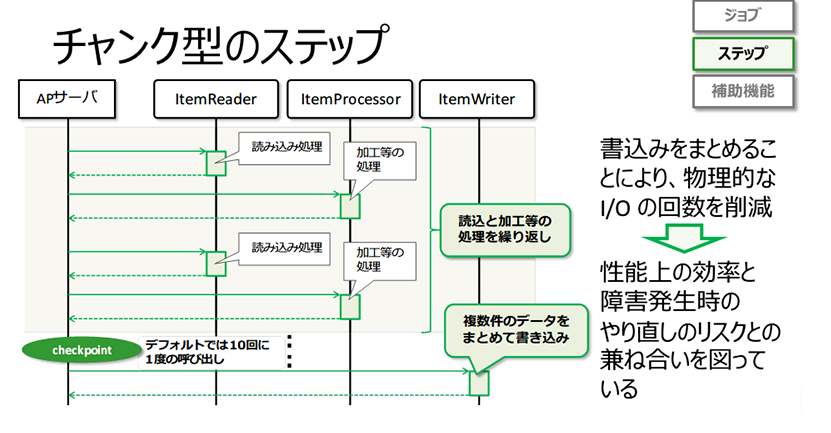 チャンク型のステップ
ジョブ
ステップ
補助機能
APサーバ
ItemReader
ItemProcessor
ItemWriter
読み込み処理
加工等の
処理
読込と加工等の
処理を繰り返し
読み込み処理
加工等の
処理
複数件のデータを
まとめて書き込み
checkpoint
デフォルトでは10回に
1度の呼び出し
書込みをまとめるこ
とにより、物理的な
I/O の回数を削減
性能上の効率と
障害発生時の
やり直しのリスクとの
兼ね合いを図って
いる